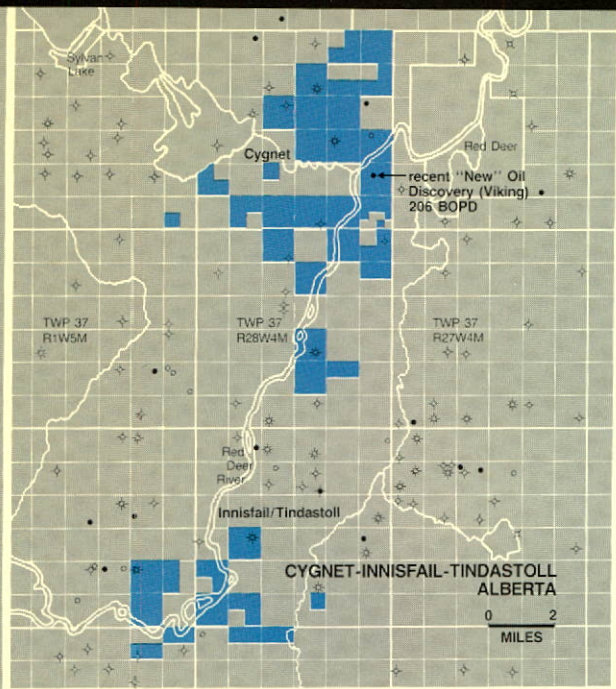 Sylvan
Lake
Red Deer
Cygnet
recent "New" Oil
Discovery (Viking)
206 BOPD
TWP 37
R1W5M
TWP 37
R28W4M
TWP 37
R27W4M
Red
Deer
River
Innisfail/Tindastoll
CYGNET-INNISFAIL-TINDASTOLL
ALBERTA
0 2
MILES